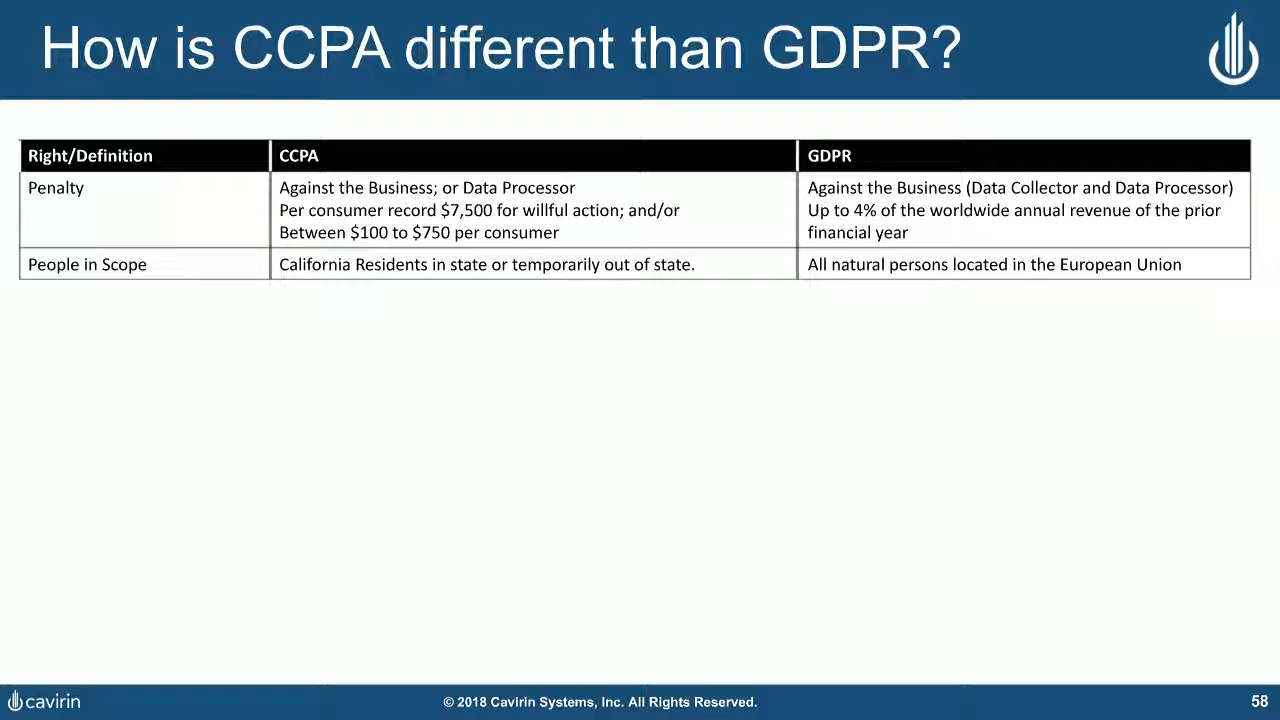 How is CCPA different than GDPR?
Right/Definition CCPA GDPR
Penalty
Against the Business; or Data Processor
Per consumer record $7,500 for willful action; and/or
Between $100 to $750 per consumer
Against the Business (Data Collector and Data Processor)
Up to 4% of the worldwide annual revenue of the prior
financial year
People in Scope California Residents in state or temporarily out of state. All natural persons located in the European Union
cavirin © 2018 Cavirin Systems, Inc. All Rights Reserved. 58